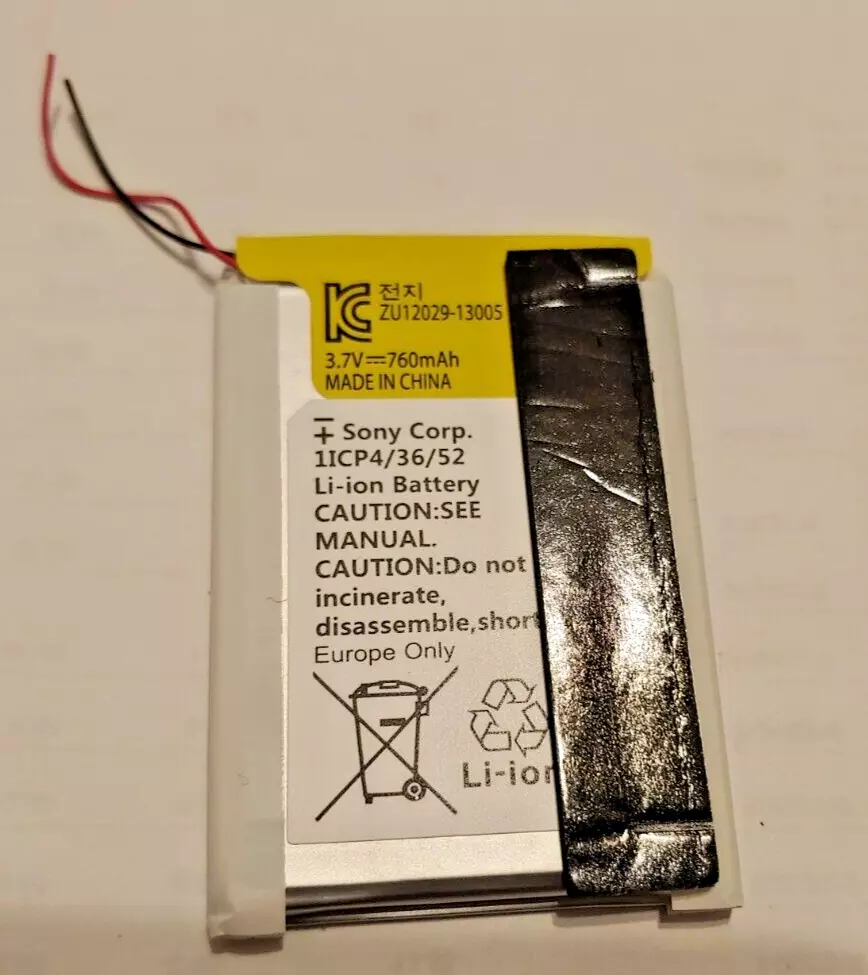 KC 전지
ZU12029-13005
3.7V⎓760mAh
MADE IN CHINA
Sony Corp.
1ICP4/36/52
Li-ion Battery
CAUTION:SEE
MANUAL.
CAUTION:Do not
incinerate,
disassemble,short
Europe Only
Li-ion